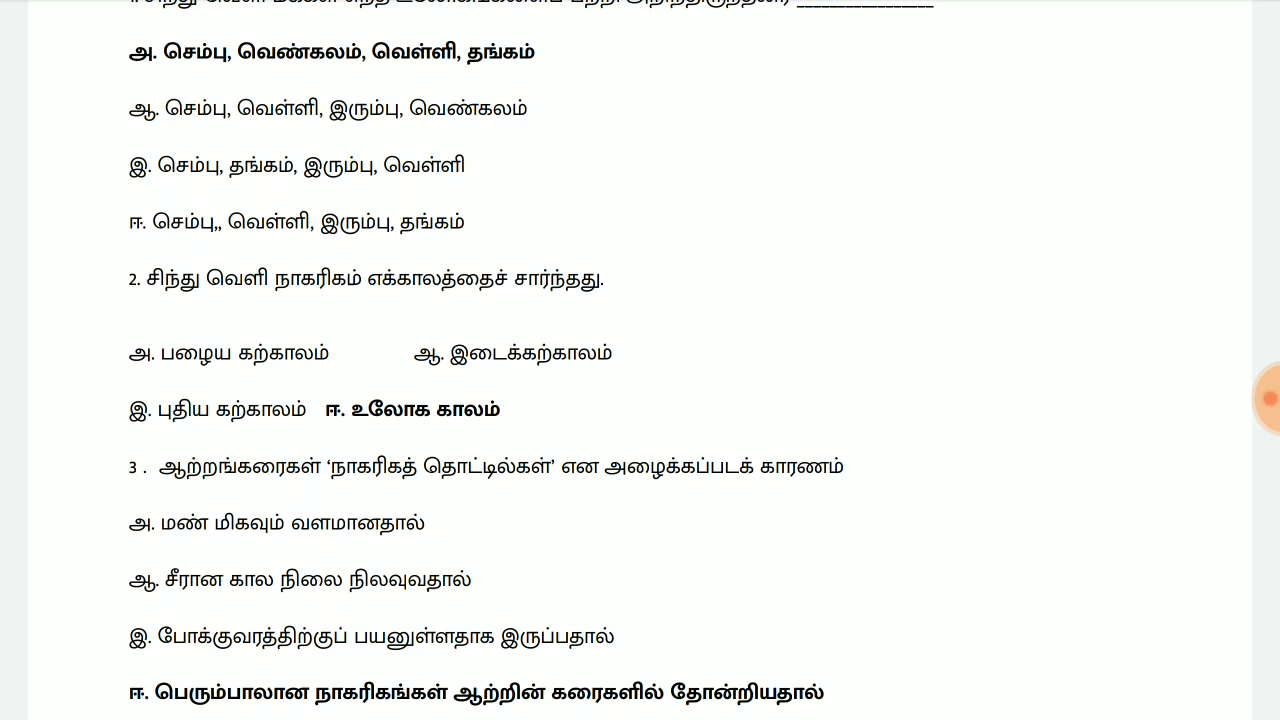 அ. செம்பு, வெண்கலம், வெள்ளி, தங்கம்
ஆ. செம்பு, வெள்ளி, இரும்பு, வெண்கலம்
இ. செம்பு, தங்கம், இரும்பு, வெள்ளி
ஈ. செம்பு,, வெள்ளி, இரும்பு, தங்கம்
2. சிந்து வெளி நாகரிகம் எக்காலத்தைச் சார்ந்தது.
அ. பழைய கற்காலம் ஆ. இடைக்கற்காலம்
இ. புதிய கற்காலம் ஈ. உலோக காலம்
3 . ஆற்றங்கரைகள் ‘நாகரிகத் தொட்டில்கள்’ என அழைக்கப்படக் காரணம்
அ. மண் மிகவும் வளமானதால்
ஆ. சீரான கால நிலை நிலவுவதால்
இ. போக்குவரத்திற்குப் பயனுள்ளதாக இருப்பதால்
ஈ. பெரும்பாலான நாகரிகங்கள் ஆற்றின் கரைகளில் தோன்றியதால்